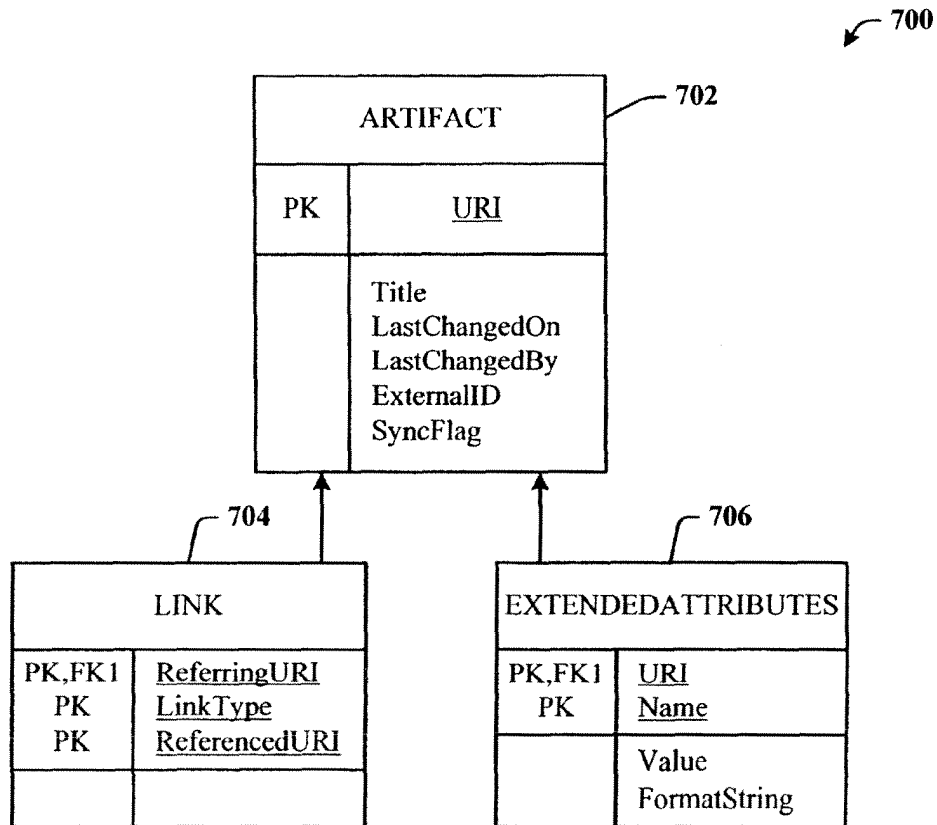 700
702
ARTIFACT
PK URI
Title
LastChangedOn
LastChangedBy
ExternalID
SyncFlag
704
LINK
PK,FK1 ReferringURI
PK LinkType
PK ReferencedURI
706
EXTENDEDATTRIBUTES
PK,FK1 URI
PK Name
Value
FormatString